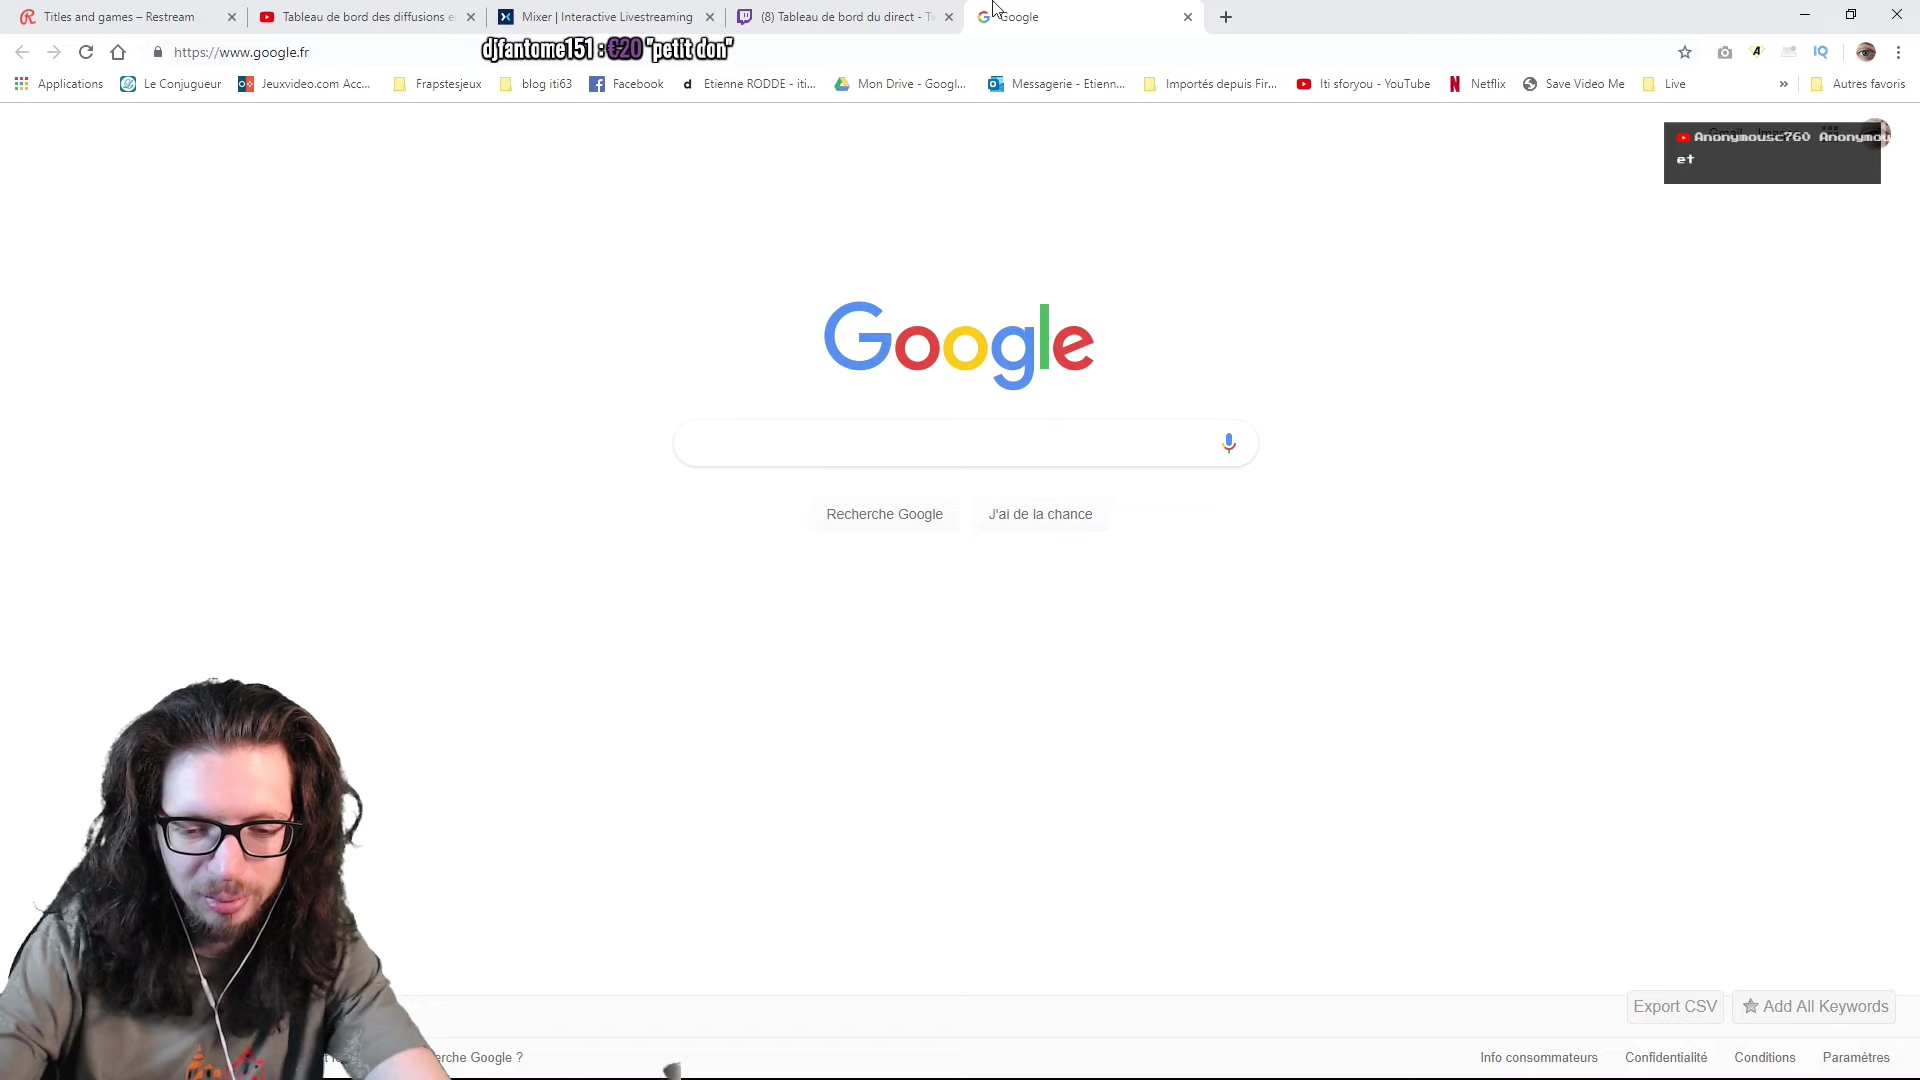 Titles and games – Restream
Tableau de bord des diffusions e
Mixer | Interactive Livestreaming
(8) Tableau de bord du direct - Tw
Google
https://www.google.fr
djfantome151 : €20 "petit don"
Applications
Le Conjugueur
Jeuxvideo.com Acc...
Frapstesjeux
blog iti63
Facebook
Etienne RODDE - iti...
Mon Drive - Googl...
Messagerie - Etienn...
Importés depuis Fir...
Iti sforyou - YouTube
Netflix
Save Video Me
Live
»
Autres favoris
Anonymousc760 Anonymou
et
Google
Recherche Google
J'ai de la chance
Export CSV
Add All Keywords
erche Google ?
Info consommateurs
Confidentialité
Conditions
Paramètres